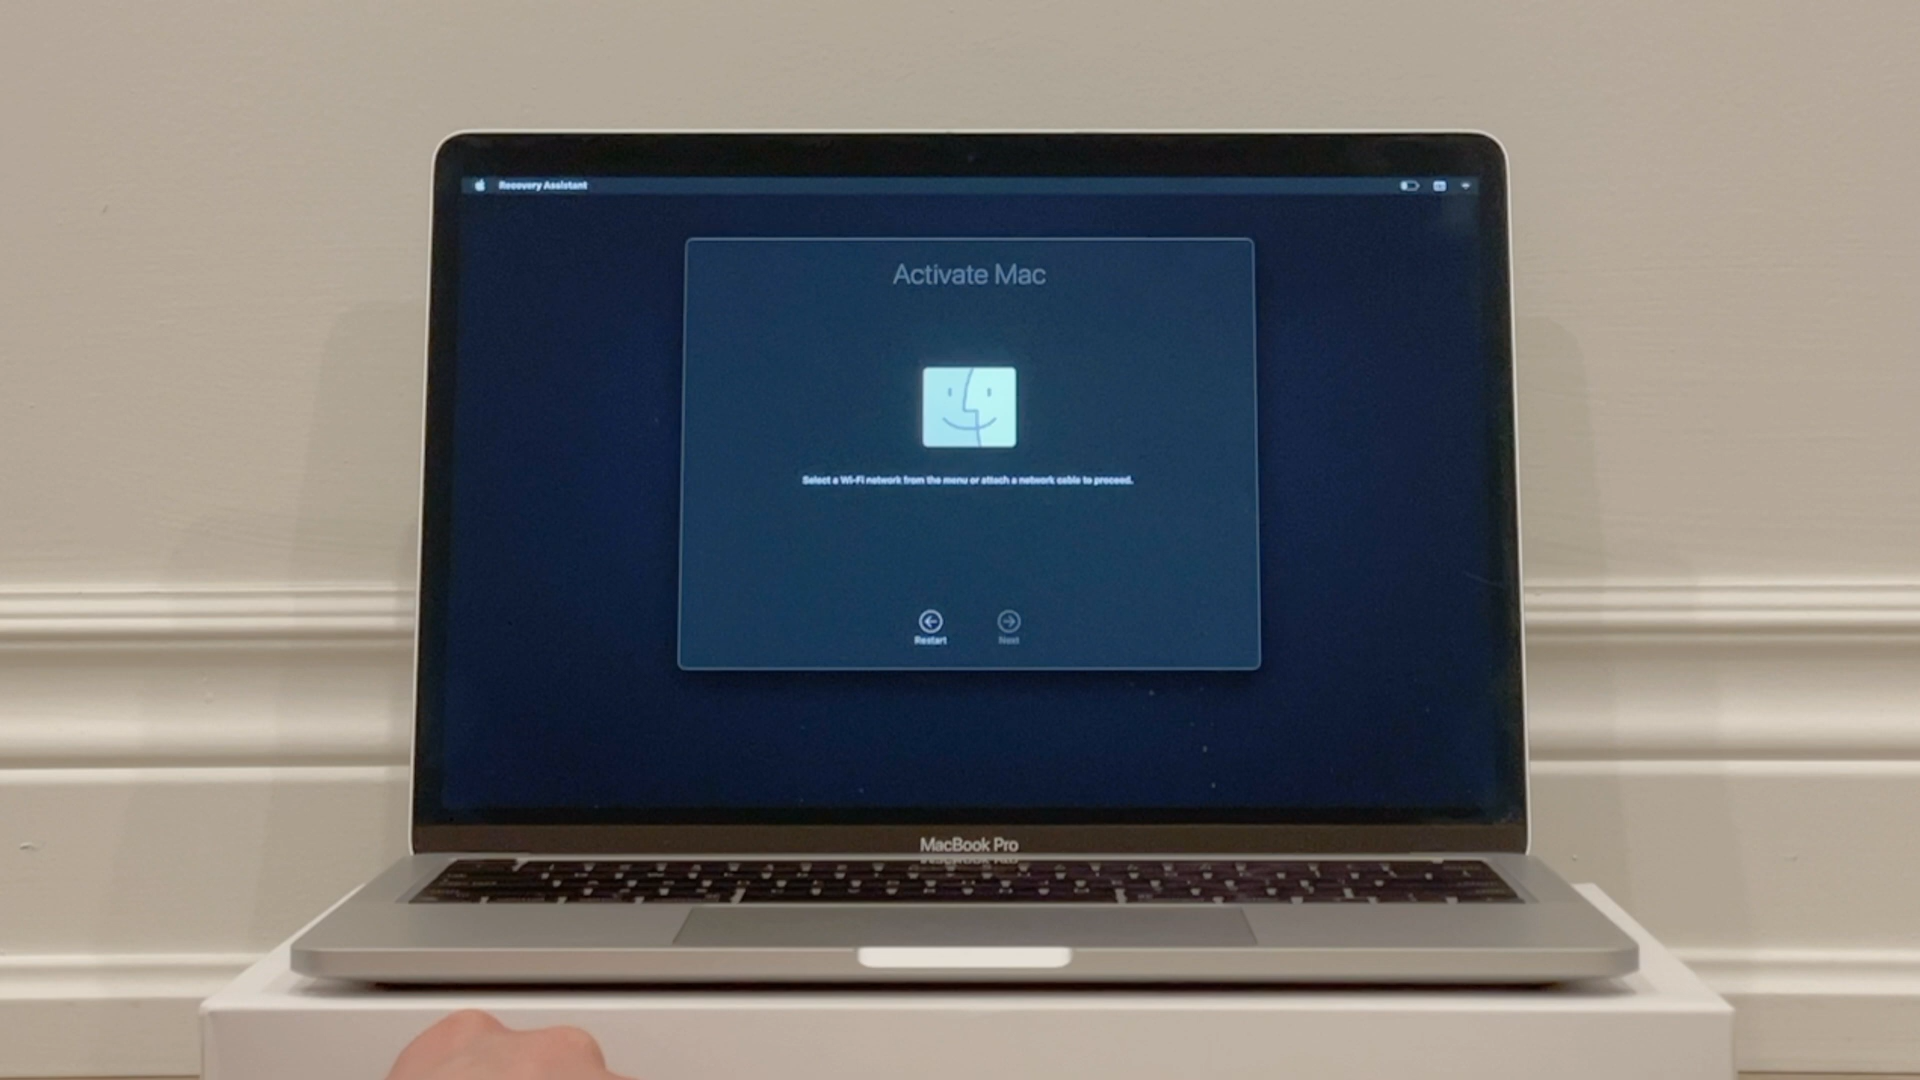 Recovery Assistant
Activate Mac
Select a Wi-Fi network from the menu or attach a network cable to proceed.
Restart
Next
MacBook Pro